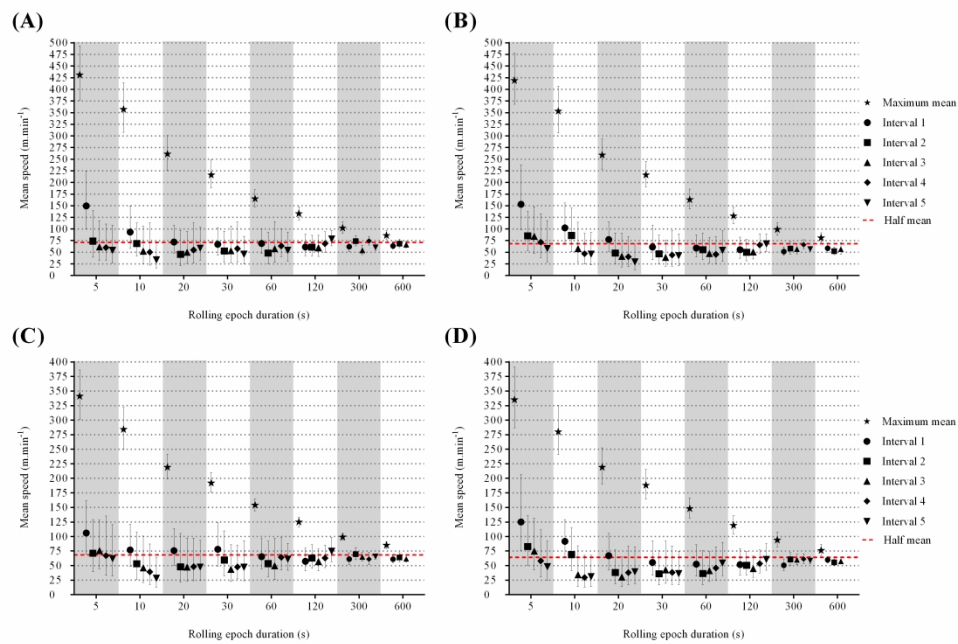 (A)
500
475
450
425
400
375
350
325
300
275
250
225
200
175
150
125
100
75
50
25
0
Mean speed (m.min-1)
5 10 20 30 60 120 300 600
Rolling epoch duration (s)
(B)
500
475
450
425
400
375
350
325
300
275
250
225
200
175
150
125
100
75
50
25
0
Mean speed (m.min-1)
5 10 20 30 60 120 300 600
Rolling epoch duration (s)
Maximum mean
Interval 1
Interval 2
Interval 3
Interval 4
Interval 5
Half mean
(C)
400
375
350
325
300
275
250
225
200
175
150
125
100
75
50
25
0
Mean speed (m.min-1)
5 10 20 30 60 120 300 600
Rolling epoch duration (s)
(D)
400
375
350
325
300
275
250
225
200
175
150
125
100
75
50
25
0
Mean speed (m.min-1)
5 10 20 30 60 120 300 600
Rolling epoch duration (s)
Maximum mean
Interval 1
Interval 2
Interval 3
Interval 4
Interval 5
Half mean